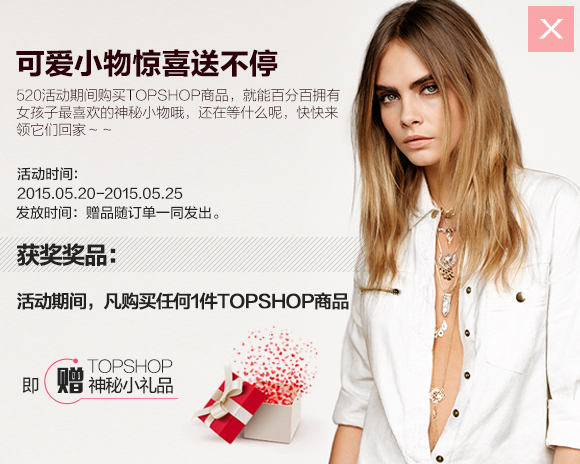 可爱小物惊喜送不停
520活动期间购买TOPSHOP商品，就能百分百拥有
女孩子最喜欢的神秘小物哦，还在等什么呢，快快来
领它们回家～～
活动时间：
2015.05.20-2015.05.25
发放时间：赠品随订单一同发出。
获奖奖品：
活动期间，凡购买任何1件TOPSHOP商品
即 赠 TOPSHOP
神秘小礼品